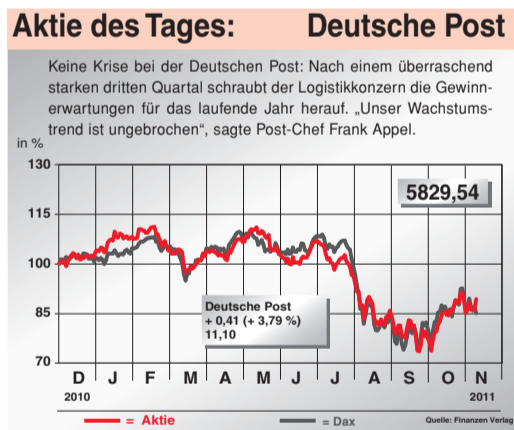 Aktie des Tages: Deutsche Post
Keine Krise bei der Deutschen Post: Nach einem überraschend
starken dritten Quartal schraubt der Logistikkonzern die Gewinn-
erwartungen für das laufende Jahr herauf. „Unser Wachstums-
trend ist ungebrochen“, sagte Post-Chef Frank Appel.
in %
130
5829,54
115
100
Deutsche Post
+ 0,41 (+ 3,79 %)
11,10
85
70
D J F M A M J J A S O N
2010 2011
= Aktie = Dax Quelle: Finanzen Verlag